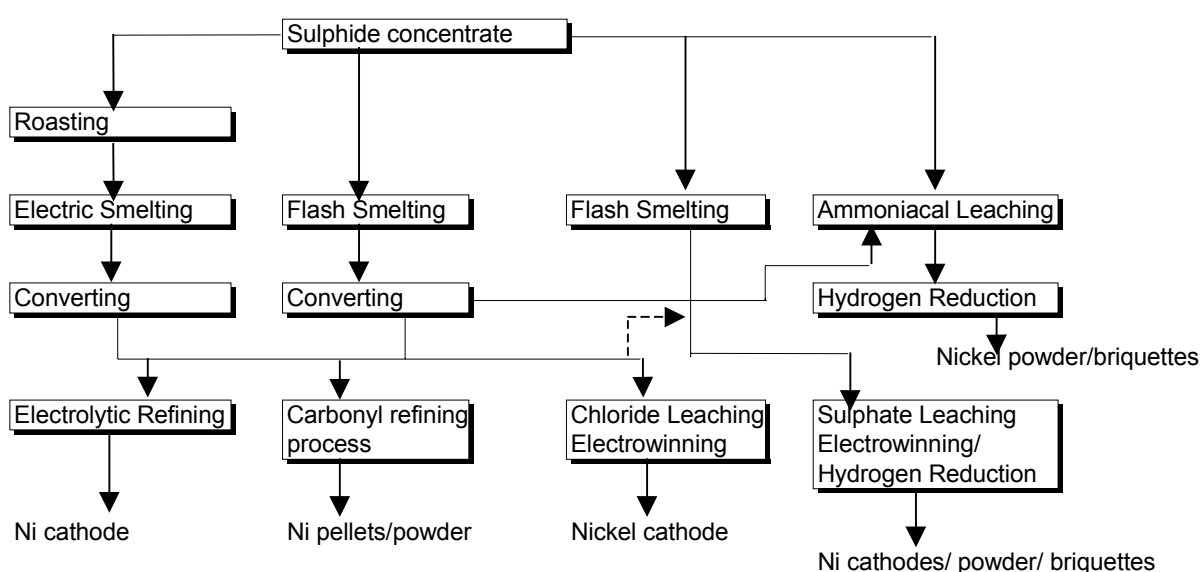 Sulphide concentrate
Roasting
Electric Smelting
Flash Smelting
Flash Smelting
Ammoniacal Leaching
Converting
Converting
Hydrogen Reduction
Nickel powder/briquettes
Electrolytic Refining
Carbonyl refining
process
Chloride Leaching
Electrowinning
Sulphate Leaching
Electrowinning/
Hydrogen Reduction
Ni cathode
Ni pellets/powder
Nickel cathode
Ni cathodes/ powder/ briquettes